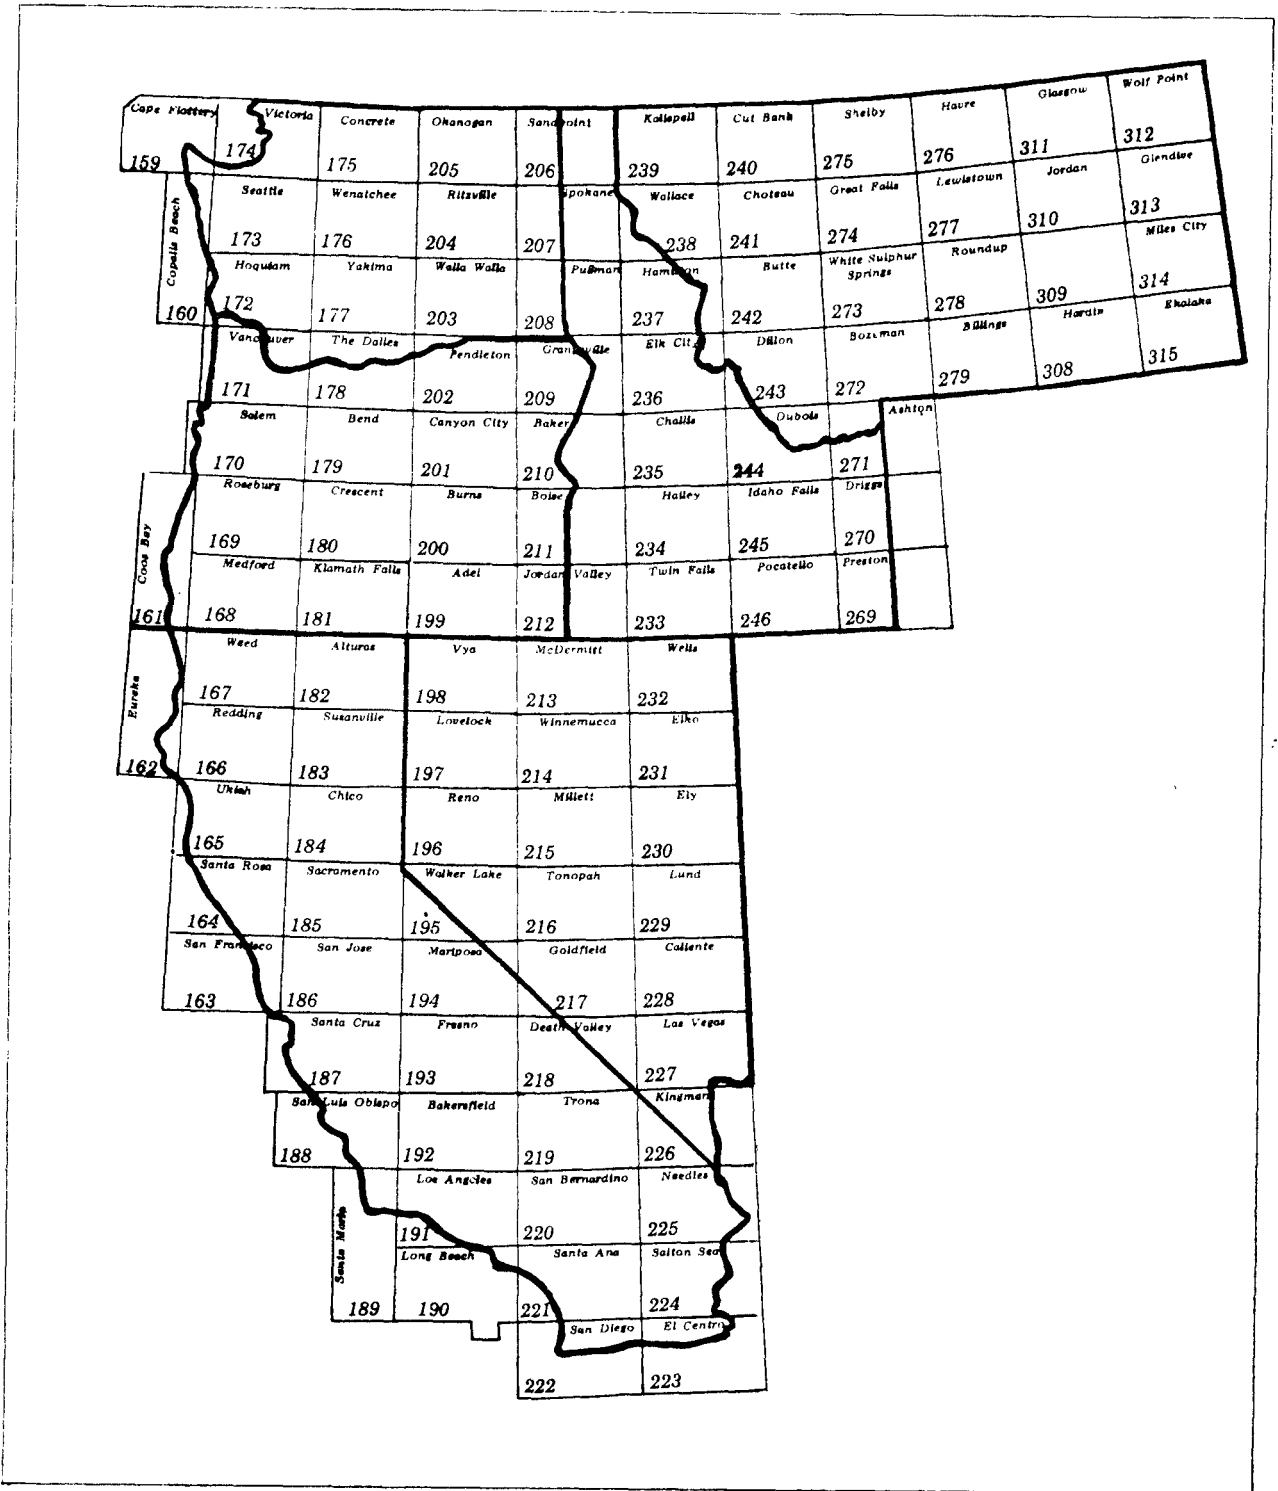 Cape Flattery Victoria Concrete Okanogan Sandpoint Kalispell Cut Bank Shelby Havre Glasgow Wolf Point
159 174 175 205 206 239 240 275 276 311 312
Seattle Wenatchee Ritzville Spokane Wallace Choteau Great Falls Lewistown Jordan Glendive
Copalis Beach
173 176 204 207 238 241 274 277 310 313
Hoquiam Yakima Walla Walla Pullman Hamilton Butte White Sulphur Springs Roundup Miles City
160 172 177 203 208 237 242 273 278 309 314
Vancouver The Dalles Pendleton Grangeville Elk City Dillon Bozeman Billings Hardin Ekalaka
171 178 202 209 236 243 272 279 308 315
Salem Bend Canyon City Baker Challis Dubois Ashton
170 179 201 210 235 244 271
Roseburg Crescent Burns Boise Hailey Idaho Falls Driggs
Coos Bay
169 180 200 211 234 245 270
Medford Klamath Falls Adel Jordan Valley Twin Falls Pocatello Preston
161 168 181 199 212 233 246 269
Weed Alturas Vya McDermitt Wells
Eureka
167 182 198 213 232
Redding Susanville Lovelock Winnemucca Elko
162 166 183 197 214 231
Ukiah Chico Reno Millett Ely
165 184 196 215 230
Santa Rosa Sacramento Walker Lake Tonopah Lund
164 185 195 216 229
San Francisco San Jose Mariposa Goldfield Caliente
163 186 194 217 228
Santa Cruz Fresno Death Valley Las Vegas
187 193 218 227
San Luis Obispo Bakersfield Trona Kingman
188 192 219 226
Los Angeles San Bernardino Needles
Santa Maria
191 220 225
Long Beach Santa Ana Salton Sea
189 190 221 224
San Diego El Centro
222 223